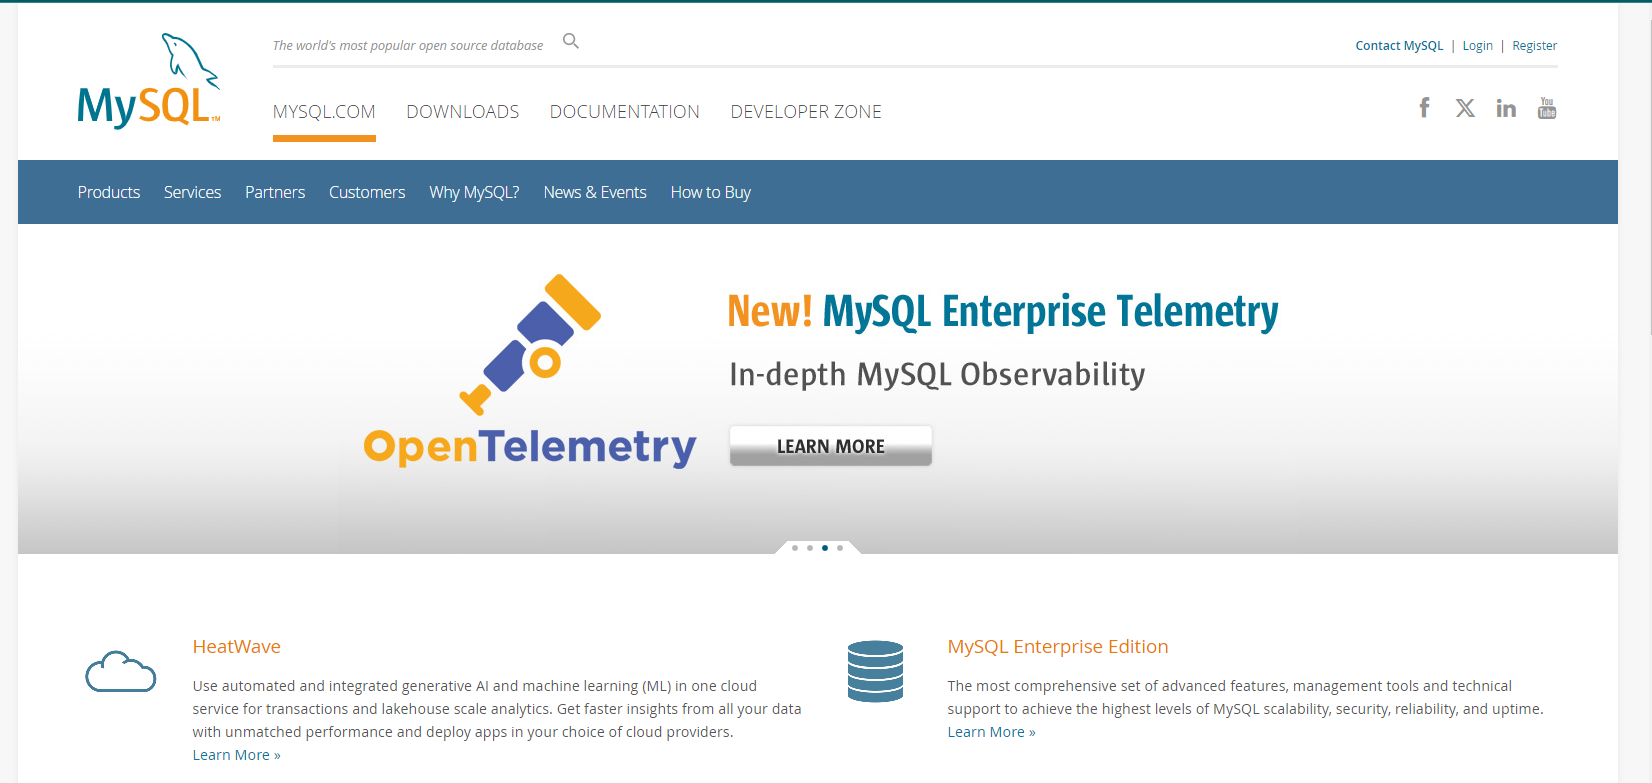 The world's most popular open source database
Contact MySQL | Login | Register
MySQL™
MYSQL.COM DOWNLOADS DOCUMENTATION DEVELOPER ZONE
You
Tube
Products Services Partners Customers Why MySQL? News & Events How to Buy
New! MySQL Enterprise Telemetry
In-depth MySQL Observability
OpenTelemetry
LEARN MORE
HeatWave
Use automated and integrated generative AI and machine learning (ML) in one cloud
service for transactions and lakehouse scale analytics. Get faster insights from all your data
with unmatched performance and deploy apps in your choice of cloud providers.
Learn More »
MySQL Enterprise Edition
The most comprehensive set of advanced features, management tools and technical
support to achieve the highest levels of MySQL scalability, security, reliability, and uptime.
Learn More »